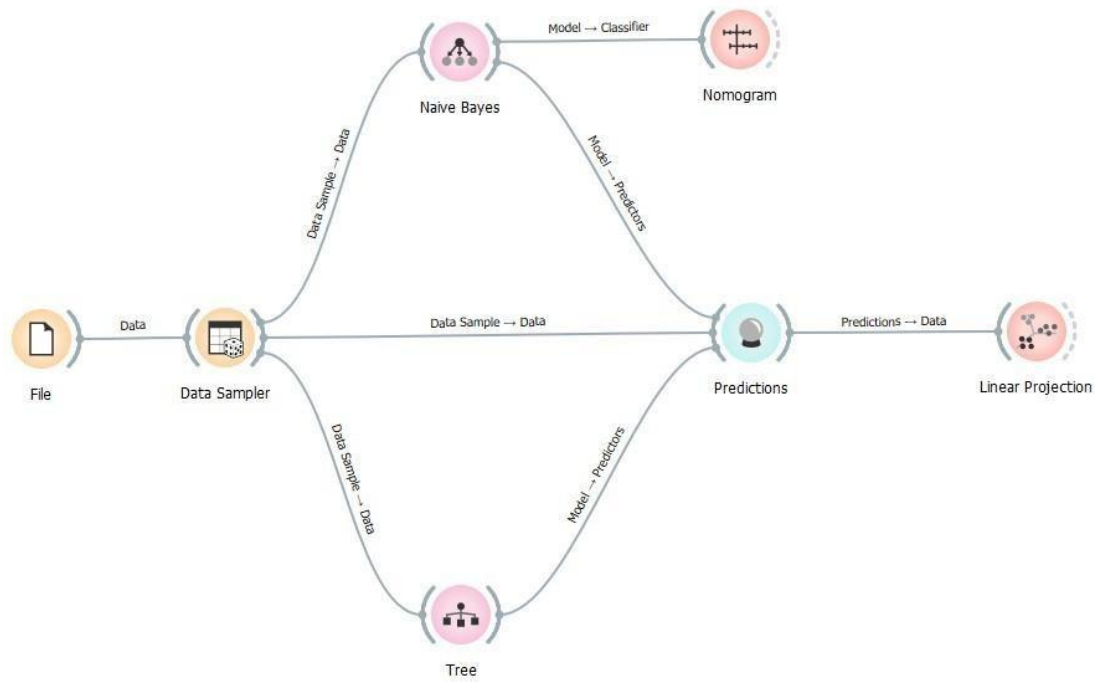 Model → Classifier
Naive Bayes
Nomogram
Data Sample → Data
Model → Predictors
Data
Data Sample → Data
Predictions → Data
File
Data Sampler
Predictions
Linear Projection
Data Sample → Data
Model → Predictors
Tree